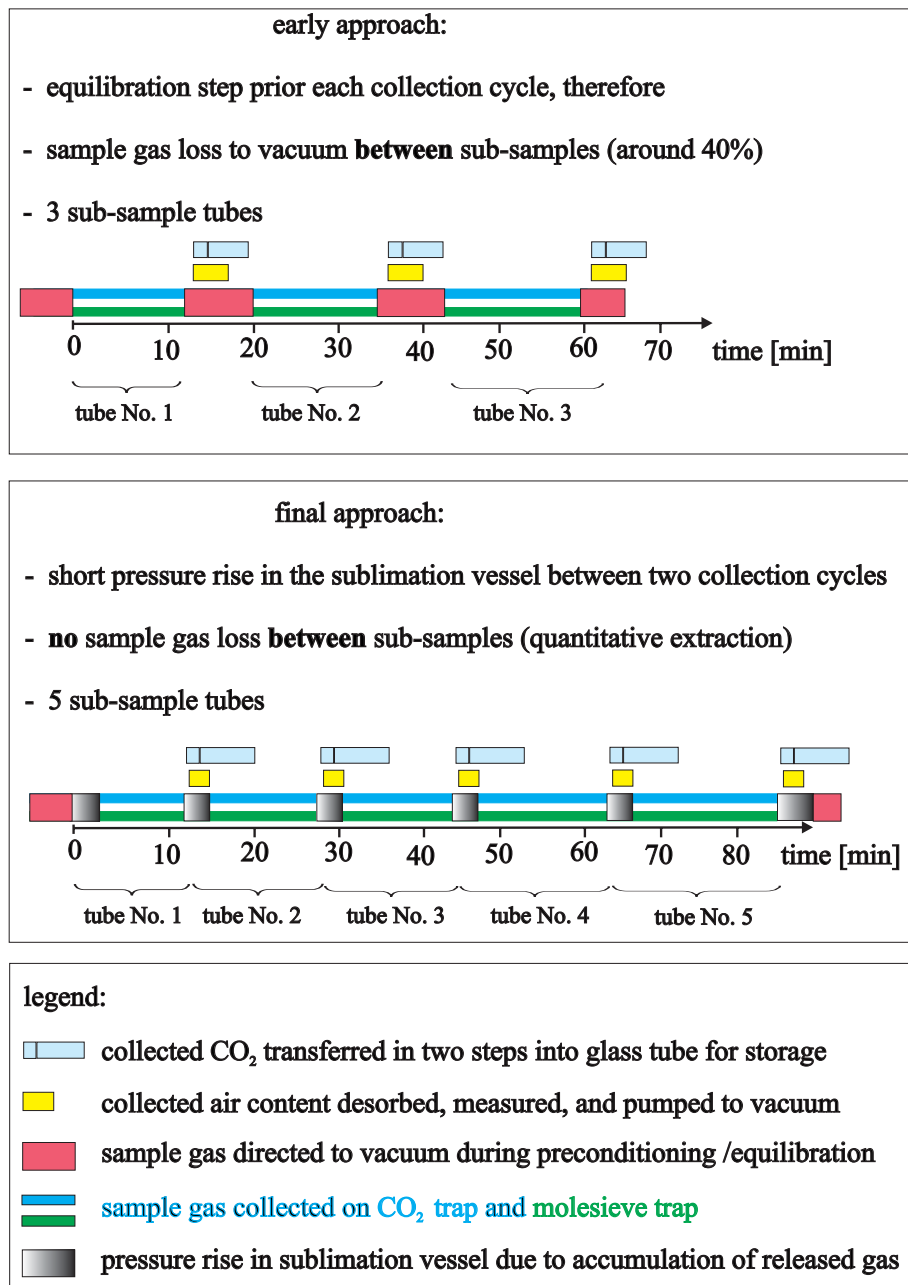 early approach:
- equilibration step prior each collection cycle, therefore
- sample gas loss to vacuum between sub-samples (around 40%)
- 3 sub-sample tubes
0 10 20 30 40 50 60 70 time [min]
tube No. 1 tube No. 2 tube No. 3
final approach:
- short pressure rise in the sublimation vessel between two collection cycles
- no sample gas loss between sub-samples (quantitative extraction)
- 5 sub-sample tubes
0 10 20 30 40 50 60 70 80 time [min]
tube No. 1 tube No. 2 tube No. 3 tube No. 4 tube No. 5
legend:
collected CO₂ transferred in two steps into glass tube for storage
collected air content desorbed, measured, and pumped to vacuum
sample gas directed to vacuum during preconditioning /equilibration
sample gas collected on CO₂ trap and molesieve trap
pressure rise in sublimation vessel due to accumulation of released gas